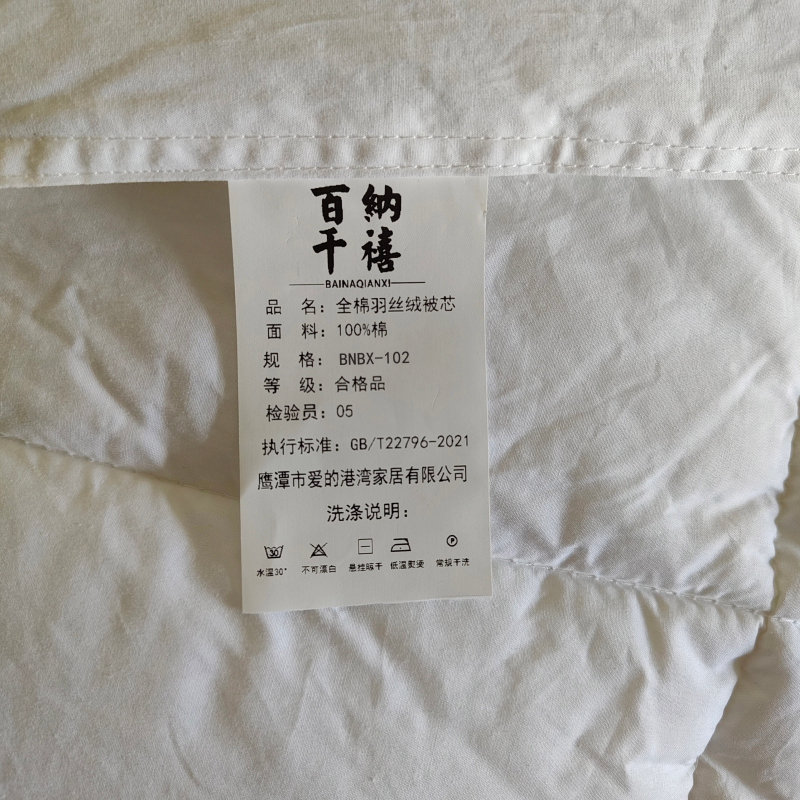 百納
千禧
BAINAQIANXI
品 名：全棉羽丝绒被芯
面 料：100%棉
规 格：BNBX-102
等 级：合格品
检验员：05
执行标准：GB/T22796-2021
鹰潭市爱的港湾家居有限公司
洗涤说明：
30 P
水温30° 不可漂白 悬挂晾干 低温熨烫 常规干洗